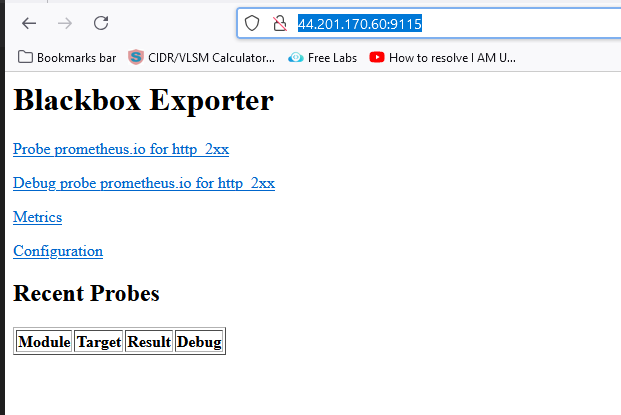 44.201.170.60:9115
Bookmarks bar CIDR/VLSM Calculator... Free Labs How to resolve I AM U...
Blackbox Exporter
Probe prometheus.io for http_2xx
Debug probe prometheus.io for http_2xx
Metrics
Configuration
Recent Probes
Module Target Result Debug